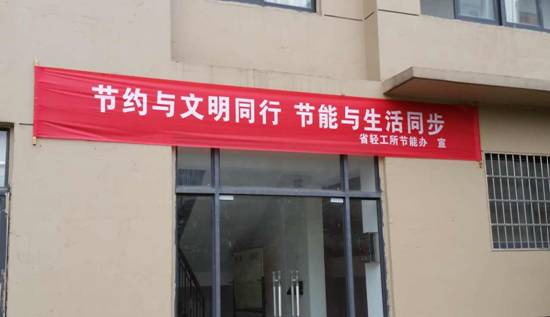 节约与文明同行 节能与生活同步
省轻工所节能办 室